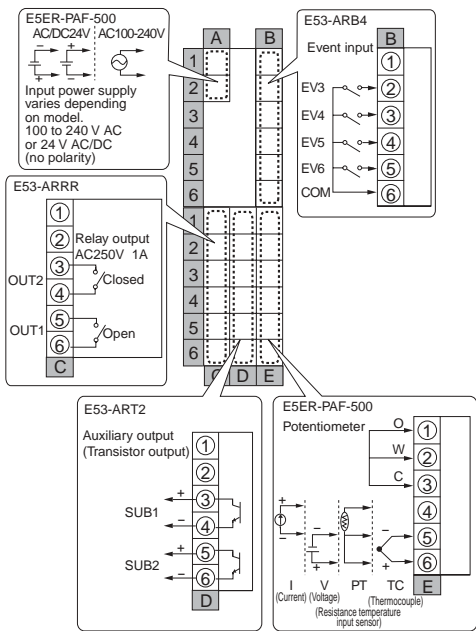 E5ER-PAF-500
AC/DC24V AC100-240V
− + −
+ −
Input power supply
varies depending
on model.
100 to 240 V AC
or 24 V AC/DC
(no polarity)
A B
1
2
3
4
5
6
1
2
3
4
5
6
C D E
E53-ARB4
Event input
B
1
EV3 2
EV4 3
EV5 4
EV6 5
COM 6
E53-ARRR
1
2 Relay output
AC250V 1A
OUT2 3
4 Closed
OUT1 5
6 Open
C
E53-ART2
Auxiliary output
(Transistor output)
1
2
SUB1 + 3
− 4
SUB2 + 5
− 6
D
E5ER-PAF-500
Potentiometer
O 1
W 2
C 3
4
+ − − 5
− + + 6
I V PT TC E
(Current) (Voltage) (Thermocouple)
(Resistance temperature
input sensor)